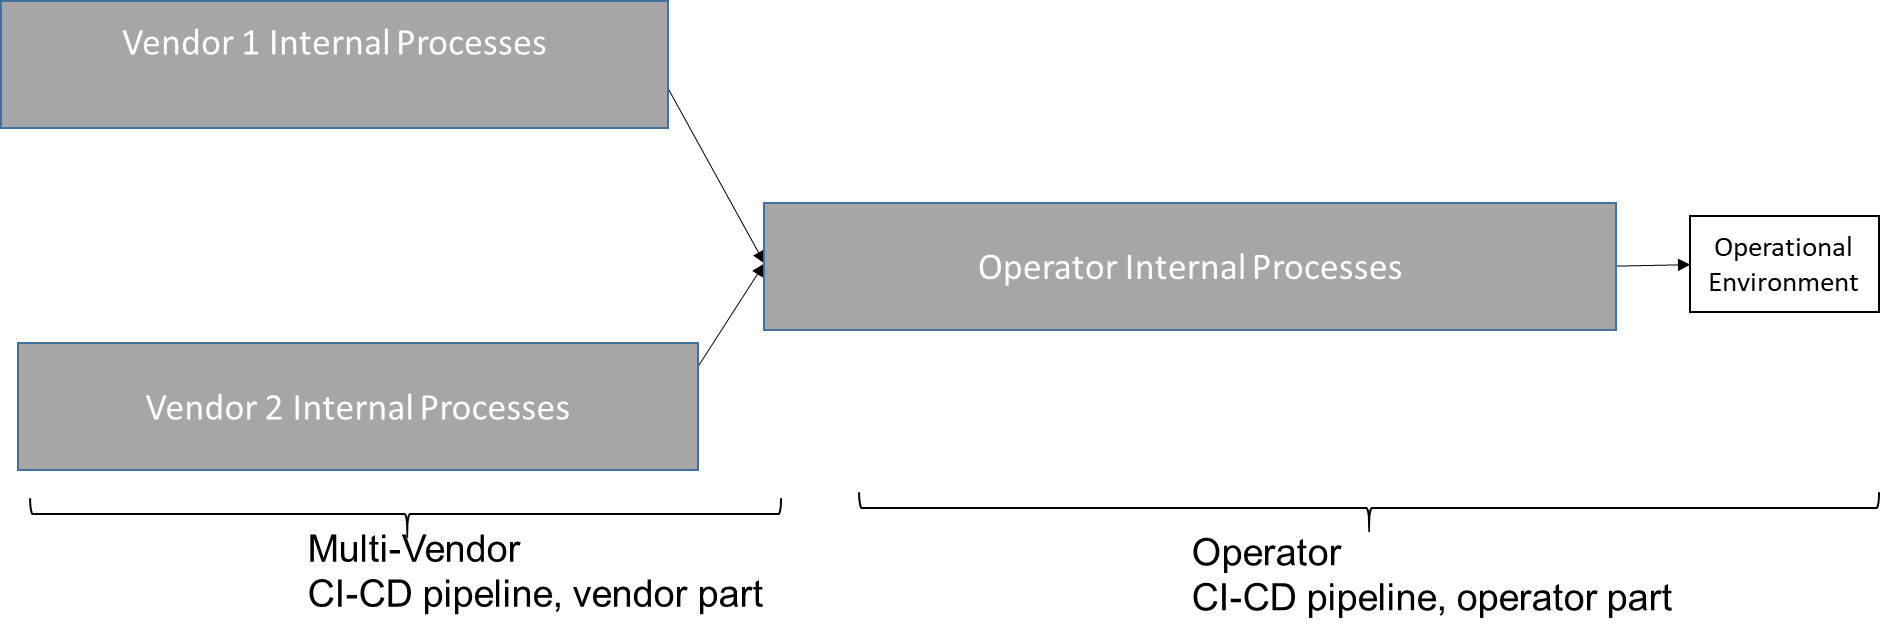 Vendor 1 Internal Processes
Operator Internal Processes
Operational
Environment
Vendor 2 Internal Processes
Multi-Vendor
CI-CD pipeline, vendor part
Operator
CI-CD pipeline, operator part